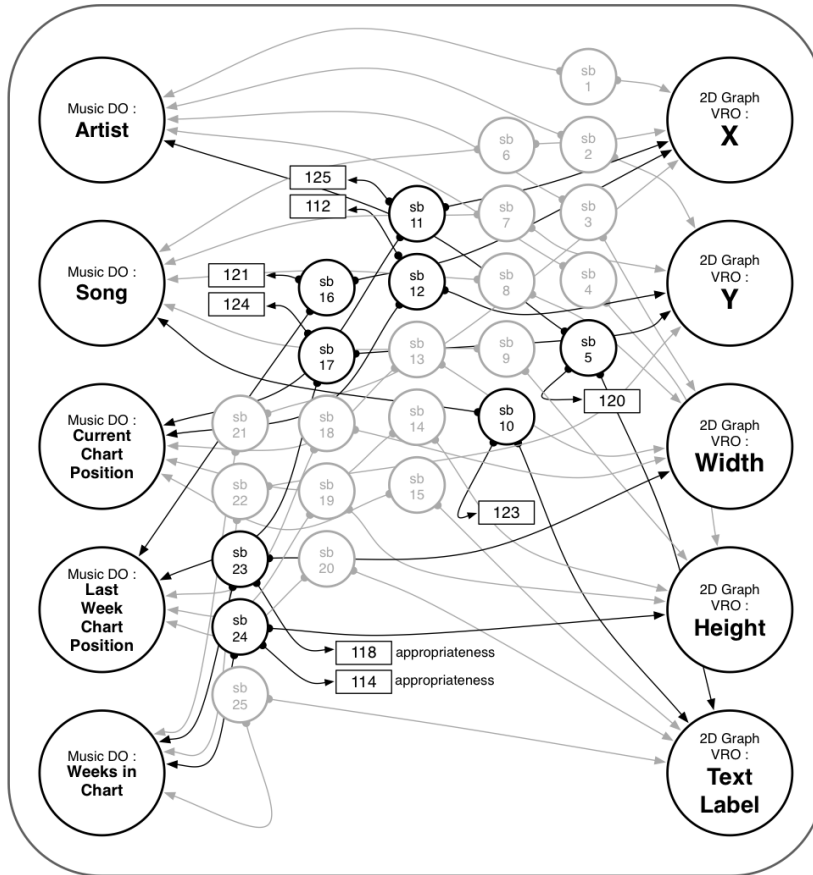 Music DO :
Artist
Music DO :
Song
Music DO :
Current
Chart
Position
Music DO :
Last
Week
Chart
Position
Music DO :
Weeks in
Chart
sb
1
sb
2
sb
6
sb
3
sb
7
sb
11
125
112
sb
4
sb
8
sb
12
sb
16
121
124
sb
5
sb
9
sb
13
sb
17
120
sb
10
sb
14
sb
18
sb
21
123
sb
15
sb
19
sb
22
sb
20
sb
23
sb
24
118 appropriateness
114 appropriateness
sb
25
2D Graph
VRO :
X
2D Graph
VRO :
Y
2D Graph
VRO :
Width
2D Graph
VRO :
Height
2D Graph
VRO :
Text
Label